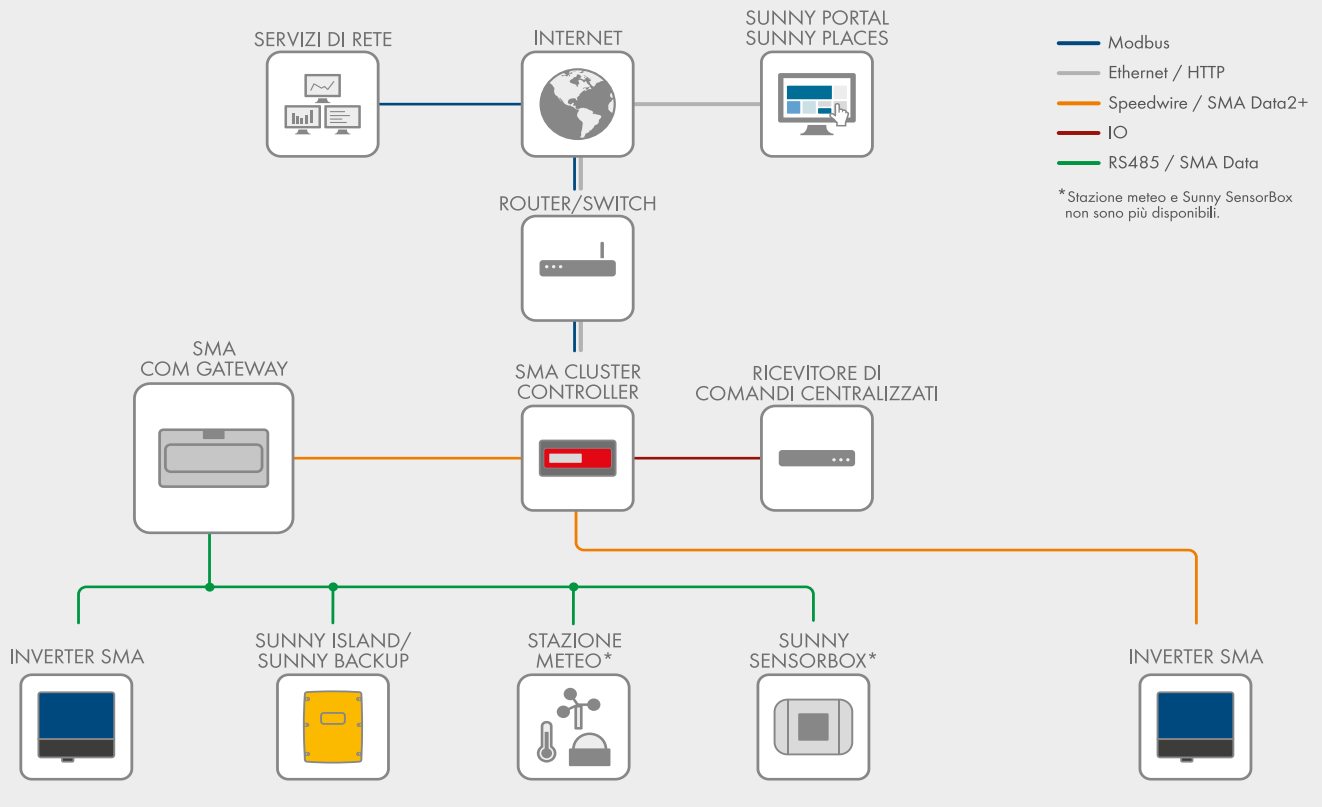 SERVIZI DI RETE
INTERNET
SUNNY PORTAL
SUNNY PLACES
Modbus
Ethernet / HTTP
Speedwire / SMA Data2+
IO
RS485 / SMA Data
*Stazione meteo e Sunny SensorBox
non sono più disponibili.
ROUTER/SWITCH
SMA
COM GATEWAY
SMA CLUSTER
CONTROLLER
RICEVITORE DI
COMANDI CENTRALIZZATI
INVERTER SMA
SUNNY ISLAND/
SUNNY BACKUP
STAZIONE
METEO*
SUNNY
SENSORBOX*
INVERTER SMA